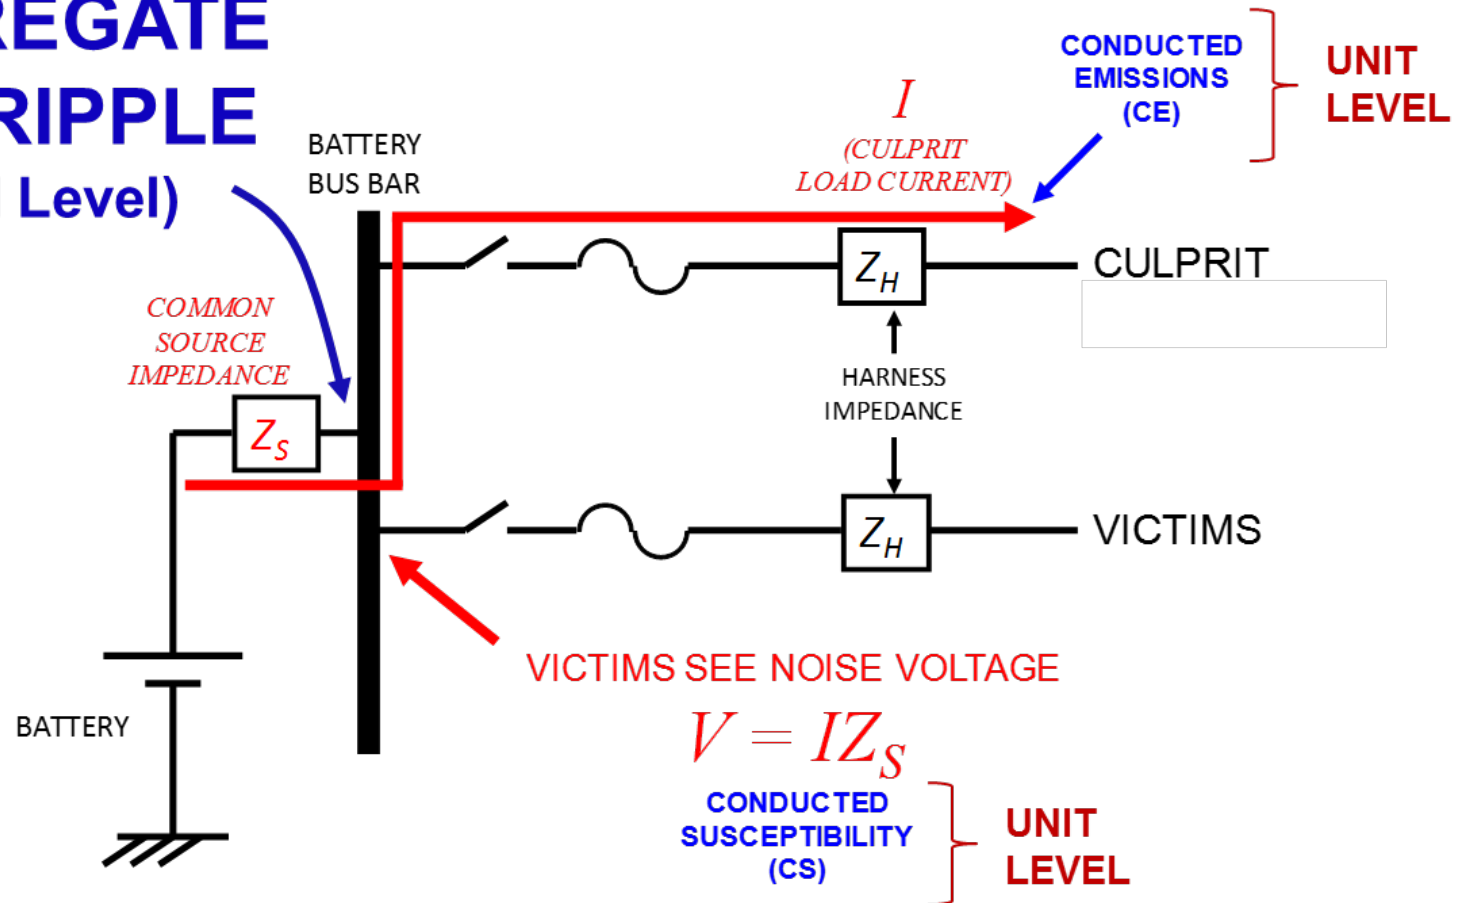 REGATE
RIPPLE
Level)
BATTERY
BUS BAR
I
(CULPRIT
LOAD CURRENT)
CONDUCTED
EMISSIONS
(CE)
UNIT
LEVEL
COMMON
SOURCE
IMPEDANCE
Z_S
Z_H
CULPRIT
HARNESS
IMPEDANCE
Z_H
VICTIMS
VICTIMS SEE NOISE VOLTAGE
V = IZ_S
BATTERY
CONDUCTED
SUSCEPTIBILITY
(CS)
UNIT
LEVEL